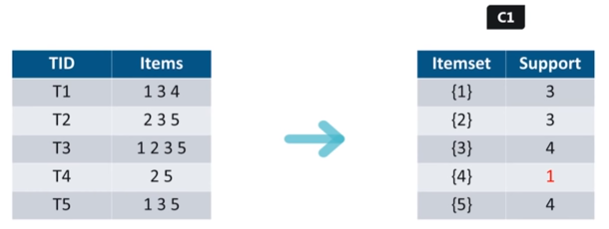 C1
TID Items
T1 1 3 4
T2 2 3 5
T3 1 2 3 5
T4 2 5
T5 1 3 5
Itemset Support
{1} 3
{2} 3
{3} 4
{4} 1
{5} 4